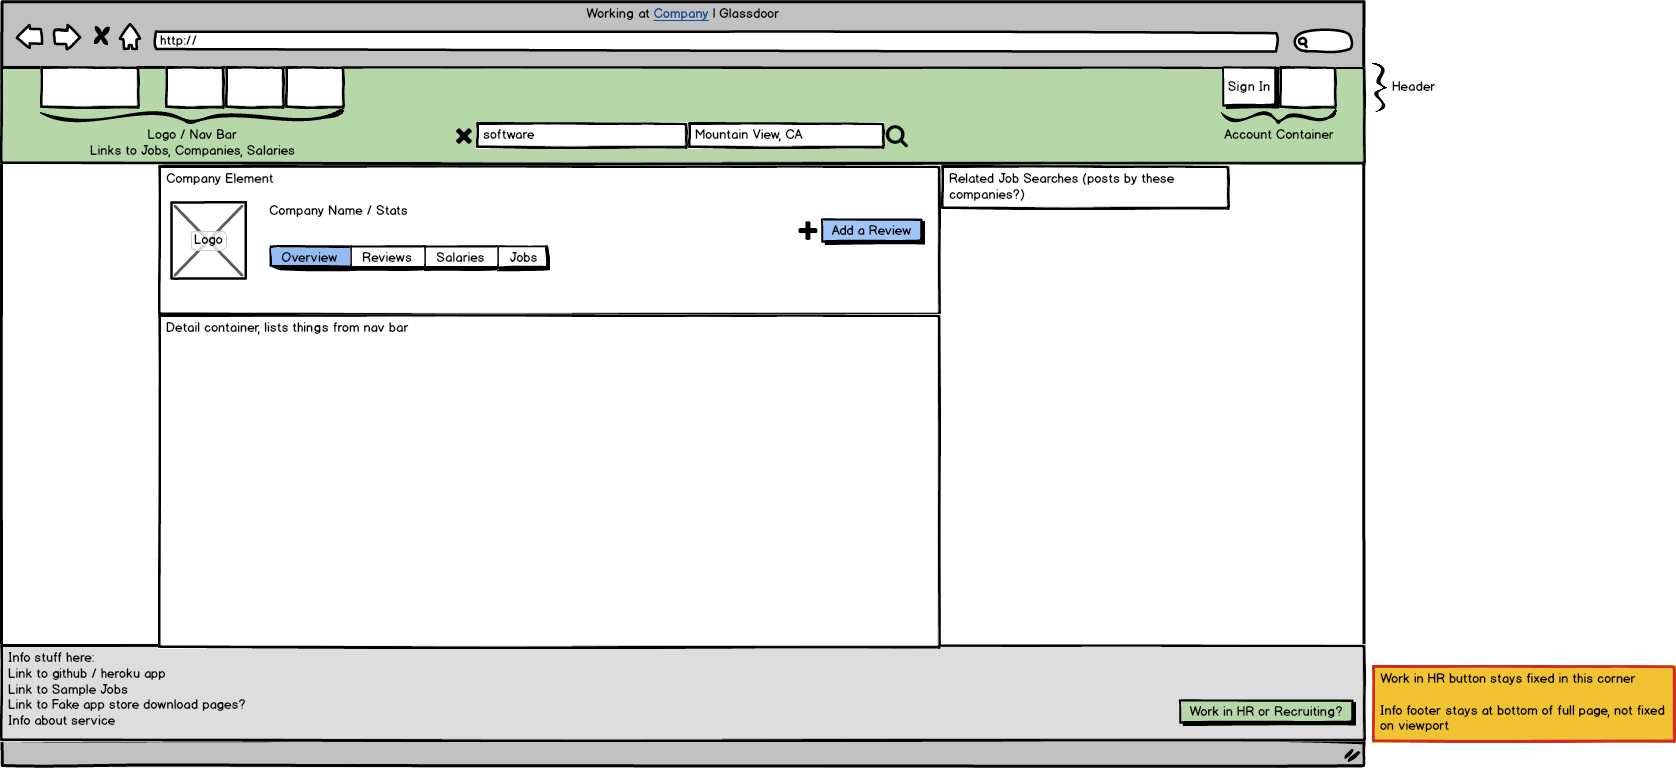 Working at Company | Glassdoor
http://
Sign In
Header
Logo / Nav Bar
Links to Jobs, Companies, Salaries
software
Mountain View, CA
Account Container
Company Element
Logo
Company Name / Stats
Add a Review
Overview
Reviews
Salaries
Jobs
Related Job Searches (posts by these
companies?)
Detail container, lists things from nav bar
Info stuff here:
Link to github / heroku app
Link to Sample Jobs
Link to Fake app store download pages?
Info about service
Work in HR or Recruiting?
Work in HR button stays fixed in this corner
Info footer stays at bottom of full page, not fixed
on viewport